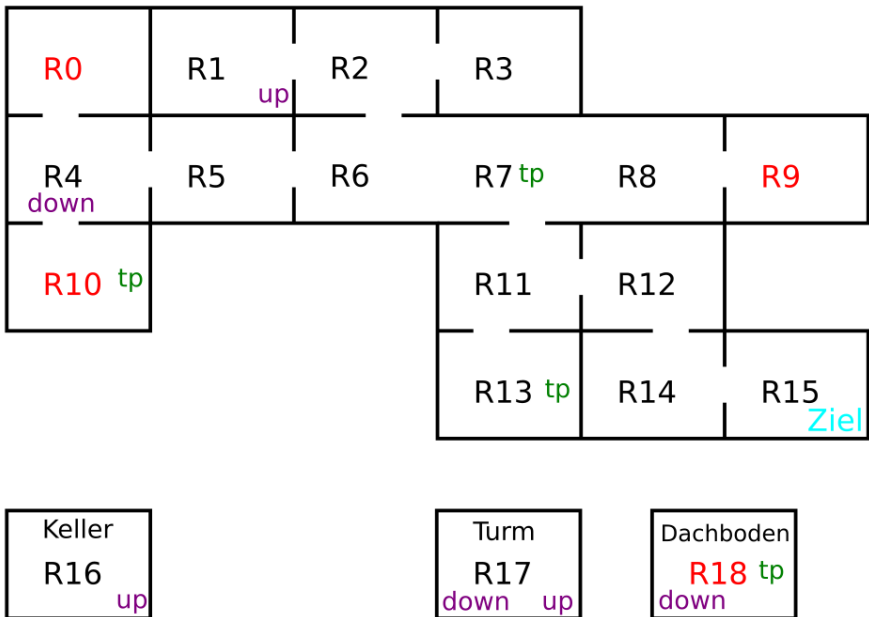 R0 R1 R2 R3
up
R4 R5 R6 R7 tp R8 R9
down
R10 tp R11 R12
R13 tp R14 R15
Ziel
Keller Turm Dachboden
R16 R17 R18 tp
up down up down